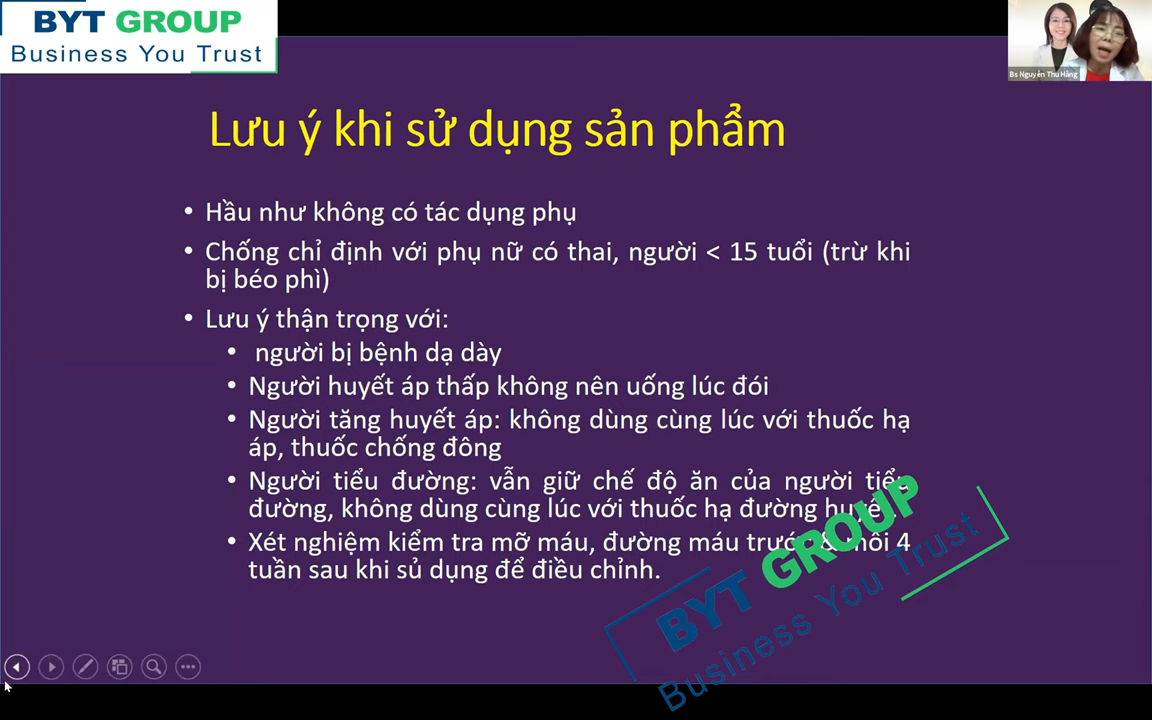 BYT GROUP
Business You Trust
Bs Nguyễn Thu Hằng
Lưu ý khi sử dụng sản phẩm
• Hầu như không có tác dụng phụ
• Chống chỉ định với phụ nữ có thai, người < 15 tuổi (trừ khi
bị béo phì)
• Lưu ý thận trọng với:
• người bị bệnh dạ dày
• Người huyết áp thấp không nên uống lúc đói
• Người tăng huyết áp: không dùng cùng lúc với thuốc hạ
áp, thuốc chống đông
• Người tiểu đường: vẫn giữ chế độ ăn của người tiểu
đường, không dùng cùng lúc với thuốc hạ đường huyết.
• Xét nghiệm kiểm tra mỡ máu, đường máu trước & mỗi 4
tuần sau khi sủ dụng để điều chỉnh.
BYT GROUP
Business You Trust